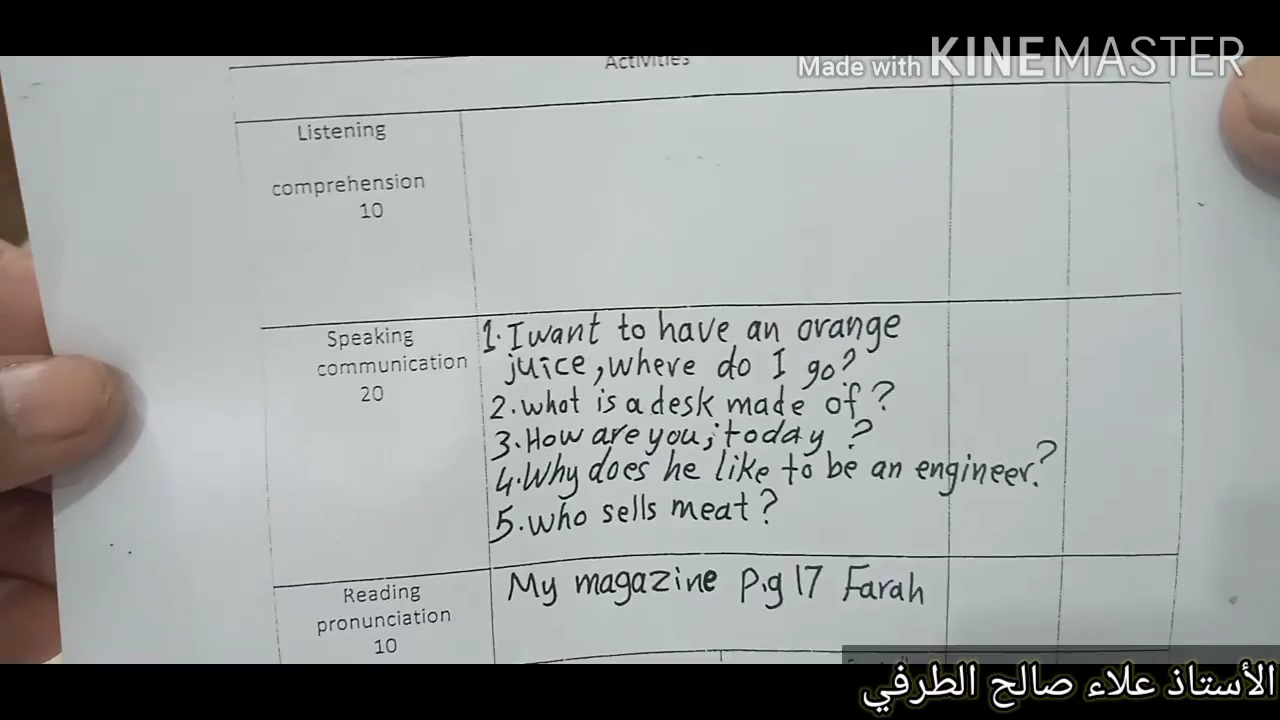 Activities
Made with KINEMASTER
Listening
comprehension
10
Speaking
communication
20
1. I want to have an orange
juice, where do I go?
2. what is a desk made of?
3. How are you; today ?
4. Why does he like to be an engineer.?
5. who sells meat?
Reading
pronunciation
10
My magazine P.g 17 Farah
الأستاذ علاء صالح الطرفي